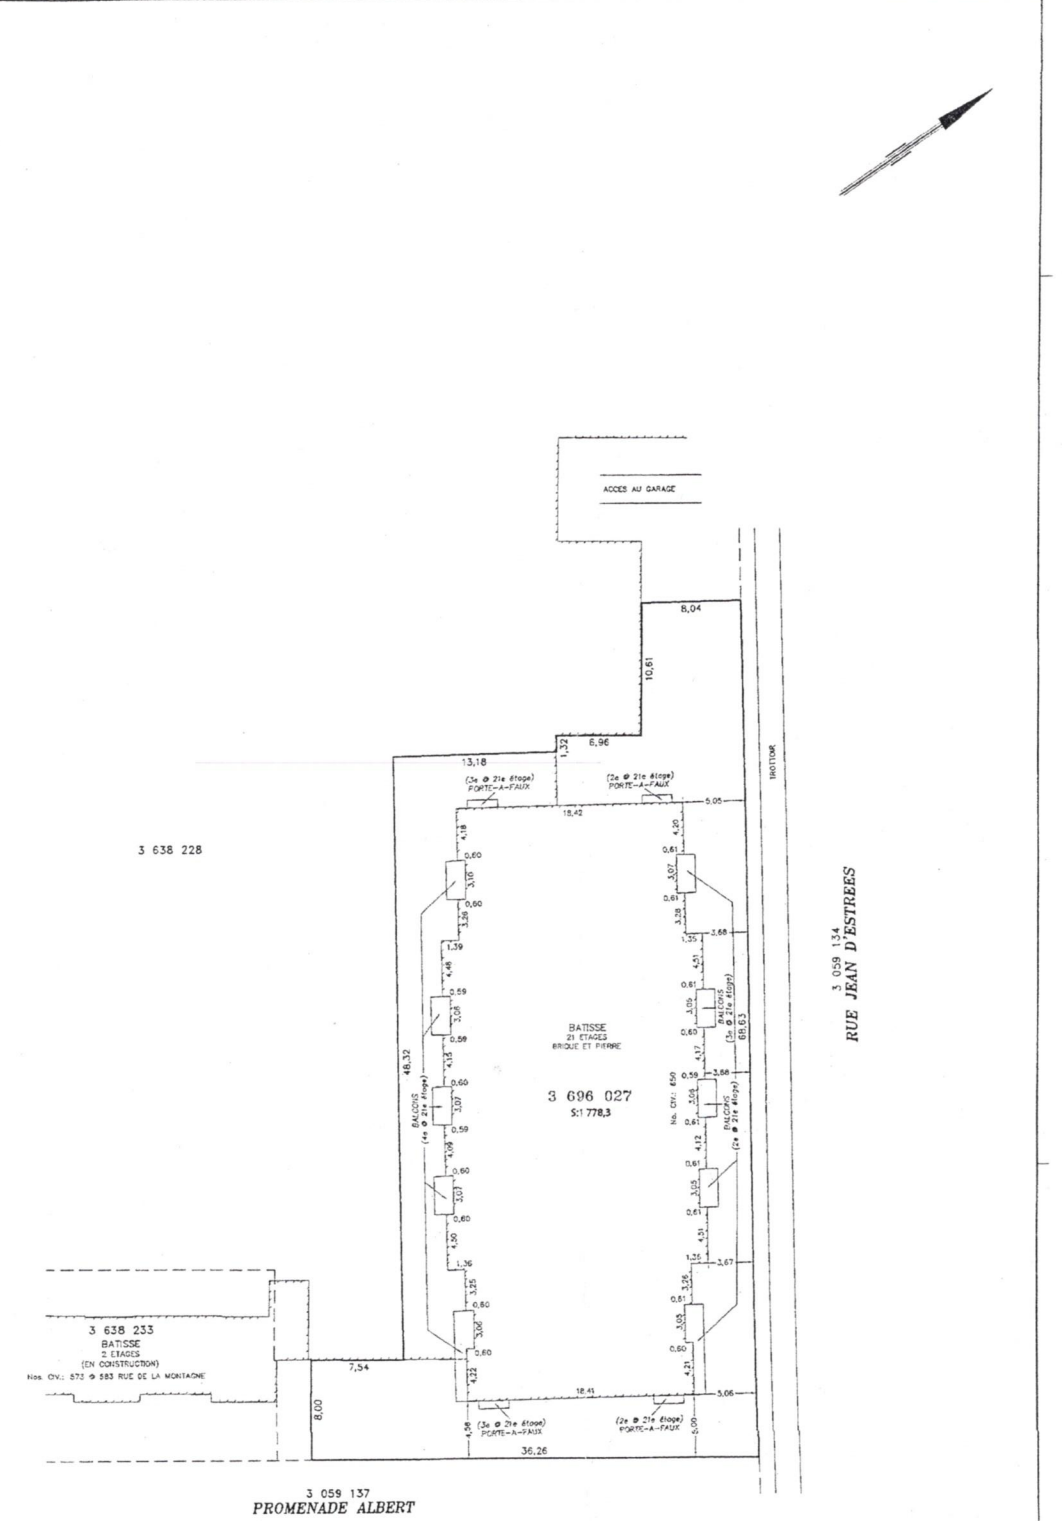 ACCES AU GARAGE
8,04
10,61
6,96
1,32
13,18
(3e @ 21e étage)
PORTE-A-FAUX
(2e @ 21e étage)
PORTE-A-FAUX
5,05
18,42
TROTTOIR
4,18
4,20
3 638 228
0,60
3,10
0,60
3,26
1,39
4,48
0,59
3,08
0,59
4,15
0,60
3,07
0,59
4,09
0,60
3,07
0,60
4,50
1,36
3,25
0,60
3,06
0,60
4,22
48,32
BALCONS
(4e @ 21e étage)
0,61
3,07
0,61
3,28
1,35
3,68
4,51
0,61
3,05
0,60
4,17
0,59
3,68
3,06
0,61
4,12
0,61
3,05
0,61
4,51
1,35
3,67
3,26
0,61
3,05
0,60
4,21
BALCONS
(3e @ 21e étage)
68,63
BALCONS
(2e @ 21e étage)
No. CIV.: 650
BATISSE
21 ETAGES
BRIQUE ET PIERRE
3 696 027
S:1 778,3
3 059 134
RUE JEAN D'ESTREES
3 638 233
BATISSE
2 ETAGES
(EN CONSTRUCTION)
Nos. CIV.: 573 @ 583 RUE DE LA MONTAGNE
7,54
8,00
18,41
5,06
(3e @ 21e étage)
PORTE-A-FAUX
(2e @ 21e étage)
PORTE-A-FAUX
4,98
5,00
36,26
3 059 137
PROMENADE ALBERT